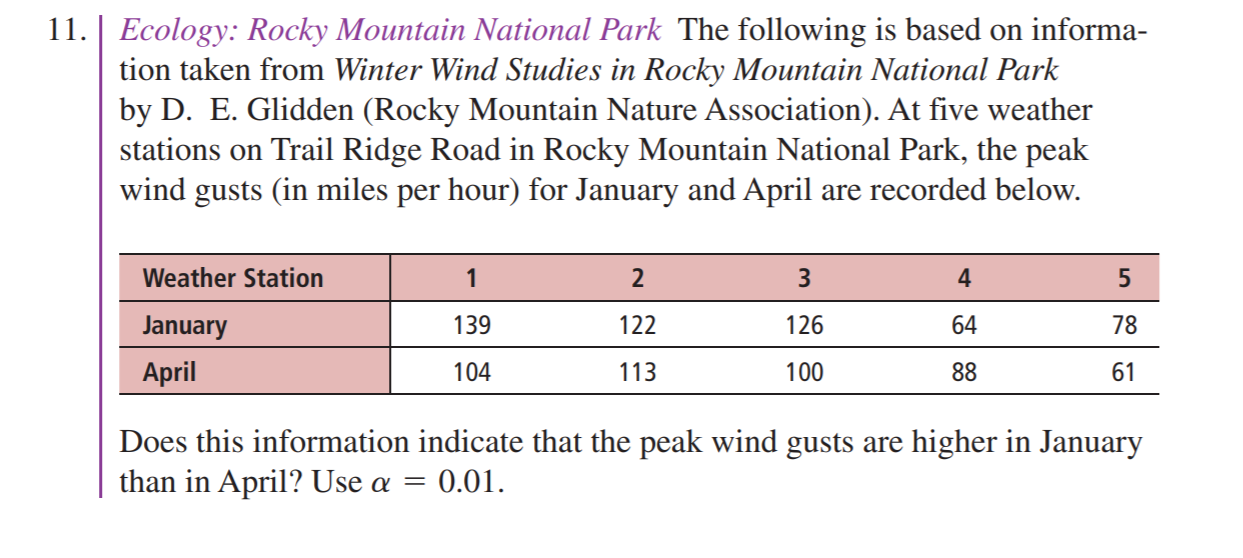 11. Ecology: Rocky Mountain National Park The following is based on informa-
tion taken from Winter Wind Studies in Rocky Mountain National Park
by D. E. Glidden (Rocky Mountain Nature Association). At five weather
stations on Trail Ridge Road in Rocky Mountain National Park, the peak
wind gusts (in miles per hour) for January and April are recorded below.
Weather Station 1 2 3 4 5
January 139 122 126 64 78
April 104 113 100 88 61
Does this information indicate that the peak wind gusts are higher in January
than in April? Use α = 0.01.